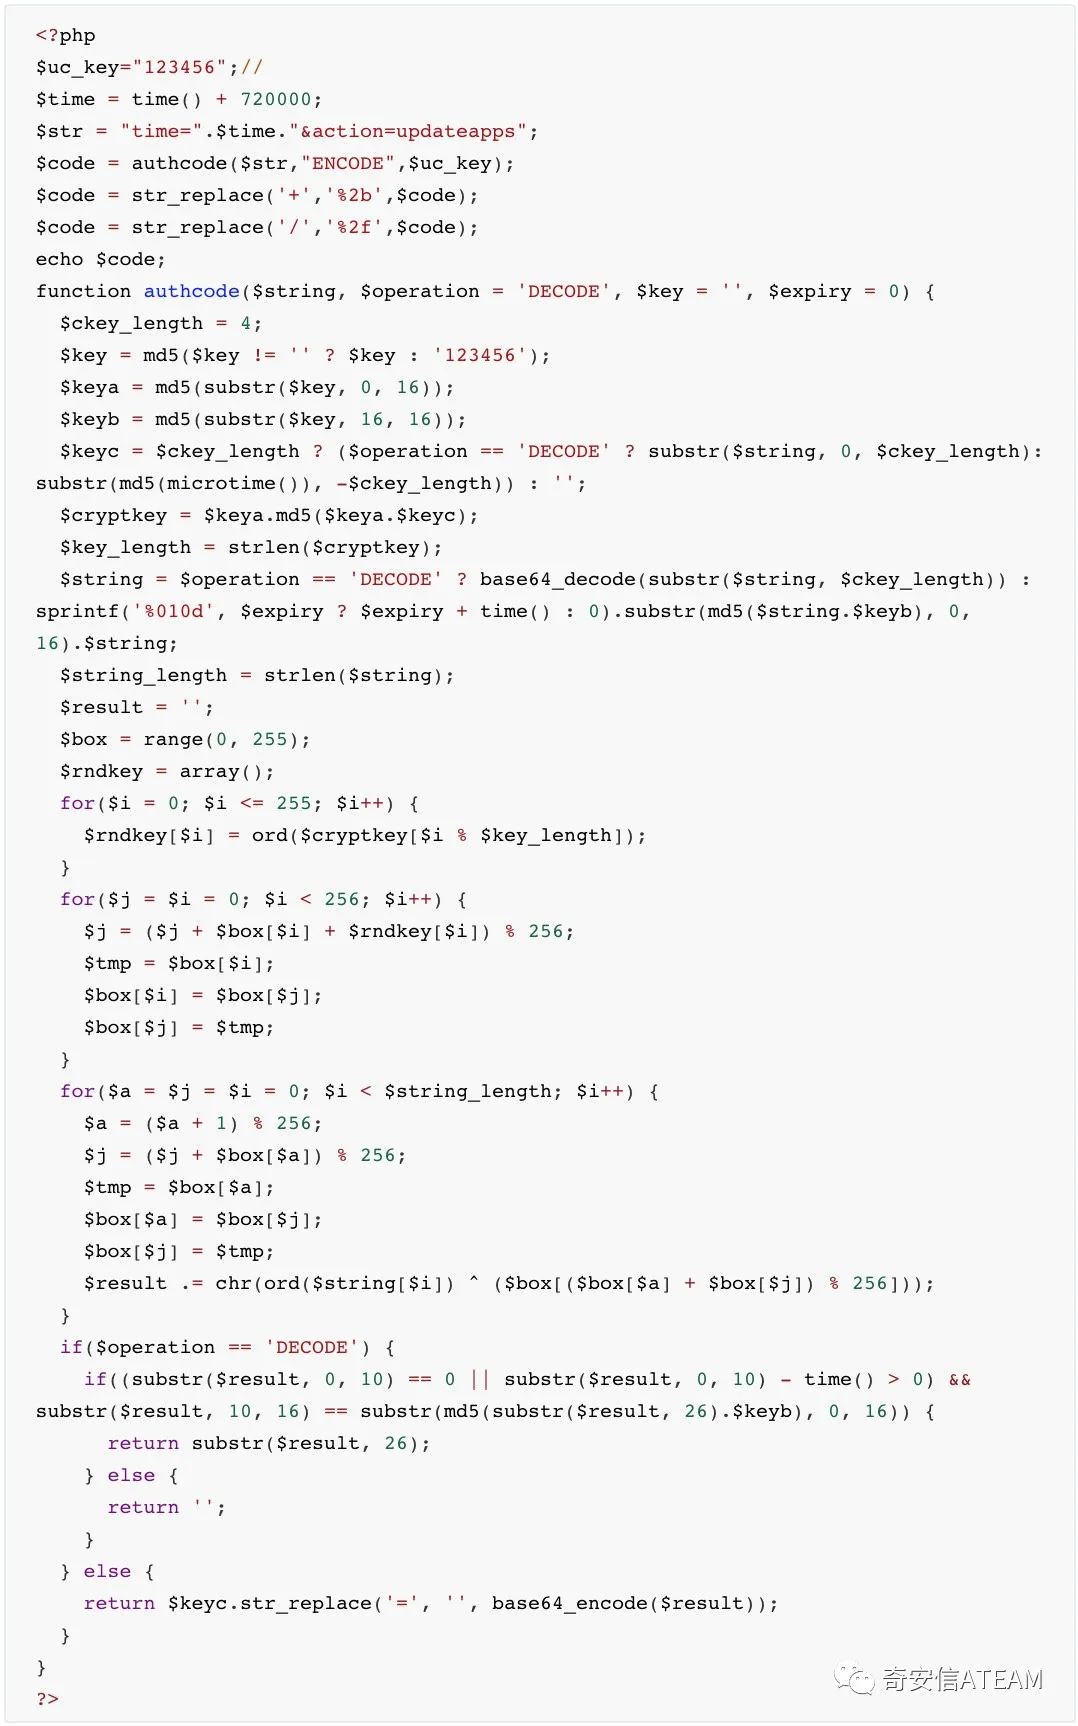 <?php
$uc_key="123456";//
$time = time() + 720000;
$str = "time=".$time."&action=updateapps";
$code = authcode($str,"ENCODE",$uc_key);
$code = str_replace('+','%2b',$code);
$code = str_replace('/','%2f',$code);
echo $code;
function authcode($string, $operation = 'DECODE', $key = '', $expiry = 0) {
  $ckey_length = 4;
  $key = md5($key != '' ? $key : '123456');
  $keya = md5(substr($key, 0, 16));
  $keyb = md5(substr($key, 16, 16));
  $keyc = $ckey_length ? ($operation == 'DECODE' ? substr($string, 0, $ckey_length):
substr(md5(microtime()), -$ckey_length)) : '';
  $cryptkey = $keya.md5($keya.$keyc);
  $key_length = strlen($cryptkey);
  $string = $operation == 'DECODE' ? base64_decode(substr($string, $ckey_length)) :
sprintf('%010d', $expiry ? $expiry + time() : 0).substr(md5($string.$keyb), 0,
16).$string;
  $string_length = strlen($string);
  $result = '';
  $box = range(0, 255);
  $rndkey = array();
  for($i = 0; $i <= 255; $i++) {
    $rndkey[$i] = ord($cryptkey[$i % $key_length]);
  }
  for($j = $i = 0; $i < 256; $i++) {
    $j = ($j + $box[$i] + $rndkey[$i]) % 256;
    $tmp = $box[$i];
    $box[$i] = $box[$j];
    $box[$j] = $tmp;
  }
  for($a = $j = $i = 0; $i < $string_length; $i++) {
    $a = ($a + 1) % 256;
    $j = ($j + $box[$a]) % 256;
    $tmp = $box[$a];
    $box[$a] = $box[$j];
    $box[$j] = $tmp;
    $result .= chr(ord($string[$i]) ^ ($box[($box[$a] + $box[$j]) % 256]));
  }
  if($operation == 'DECODE') {
    if((substr($result, 0, 10) == 0 || substr($result, 0, 10) - time() > 0) &&
substr($result, 10, 16) == substr(md5(substr($result, 26).$keyb), 0, 16)) {
      return substr($result, 26);
    } else {
      return '';
    }
  } else {
    return $keyc.str_replace('=', '', base64_encode($result));
  }
}
?>
奇安信ATEAM